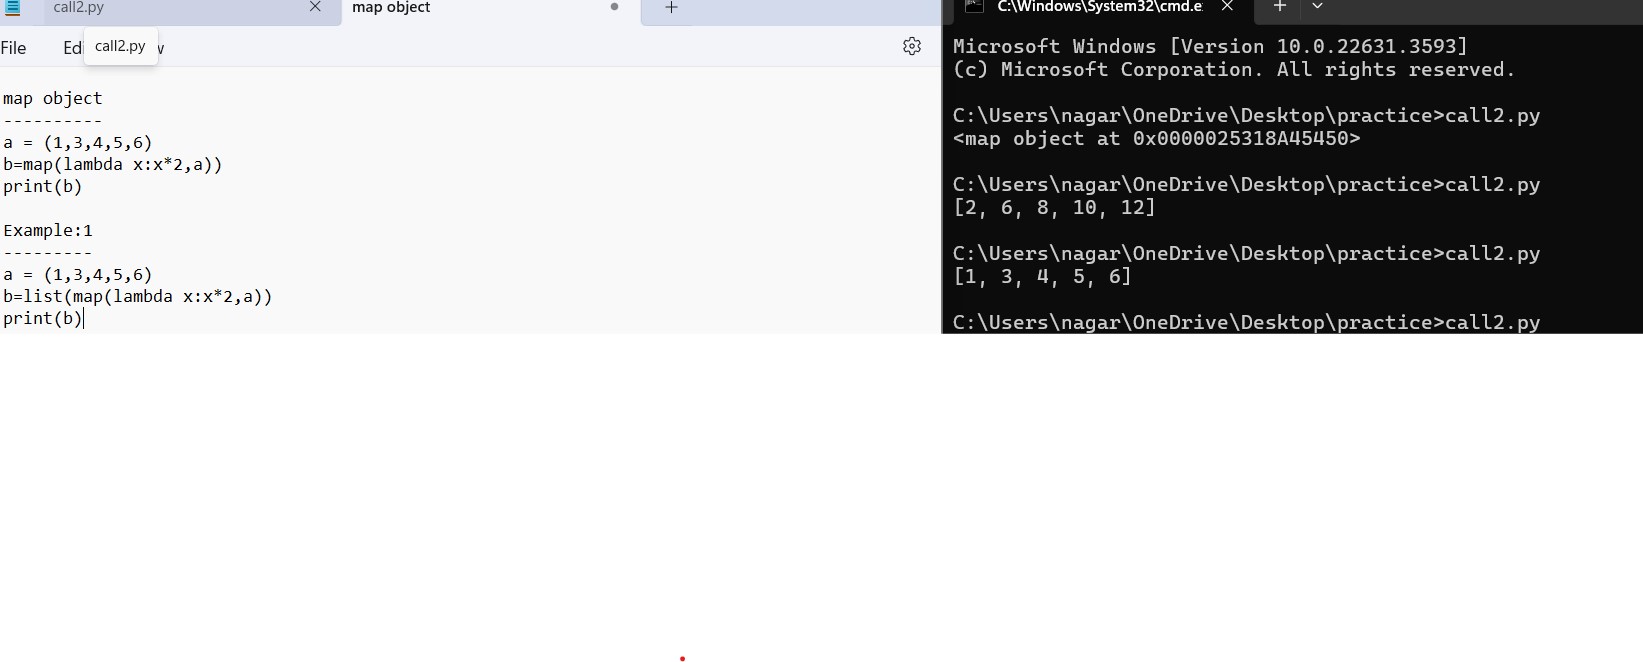 call2.py
map object
File Ed
call2.py
w
map object
----------
a = (1,3,4,5,6)
b=map(lambda x:x*2,a))
print(b)
Example:1
---------
a = (1,3,4,5,6)
b=list(map(lambda x:x*2,a))
print(b)
C:\Windows\System32\cmd.e
Microsoft Windows [Version 10.0.22631.3593]
(c) Microsoft Corporation. All rights reserved.
C:\Users\nagar\OneDrive\Desktop\practice>call2.py
<map object at 0x0000025318A45450>
C:\Users\nagar\OneDrive\Desktop\practice>call2.py
[2, 6, 8, 10, 12]
C:\Users\nagar\OneDrive\Desktop\practice>call2.py
[1, 3, 4, 5, 6]
C:\Users\nagar\OneDrive\Desktop\practice>call2.py